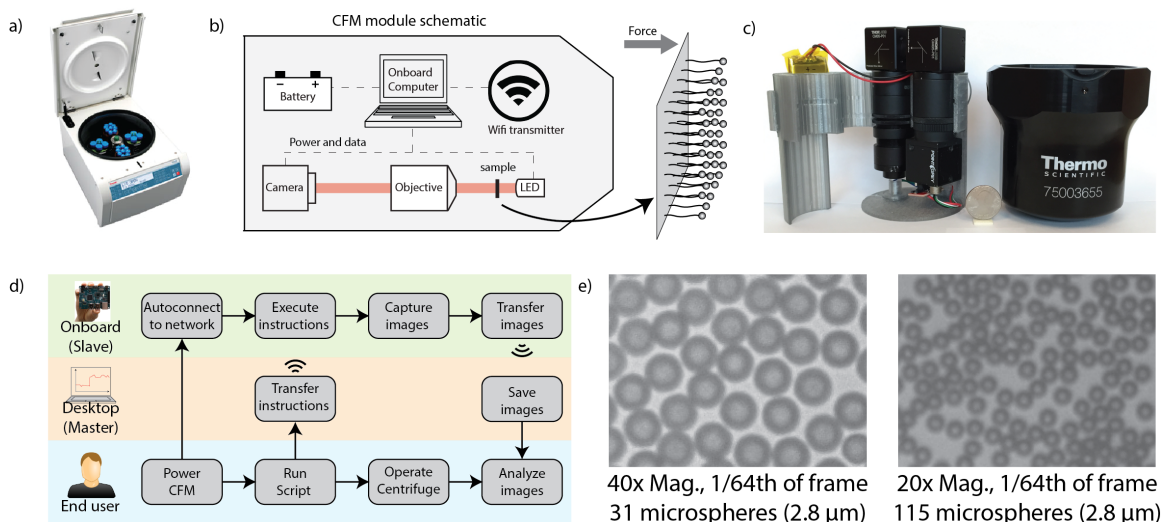 a)
b)
CFM module schematic
Battery
Onboard
Computer
Wifi transmitter
Power and data
Camera
Objective
sample
LED
Force
c)
Thermo
SCIENTIFIC
75003655
d)
Onboard
(Slave)
Autoconnect
to network
Execute
instructions
Capture
images
Transfer
images
Desktop
(Master)
Transfer
instructions
Save
images
End user
Power
CFM
Run
Script
Operate
Centrifuge
Analyze
images
e)
40x Mag., 1/64th of frame
31 microspheres (2.8 µm)
20x Mag., 1/64th of frame
115 microspheres (2.8 µm)